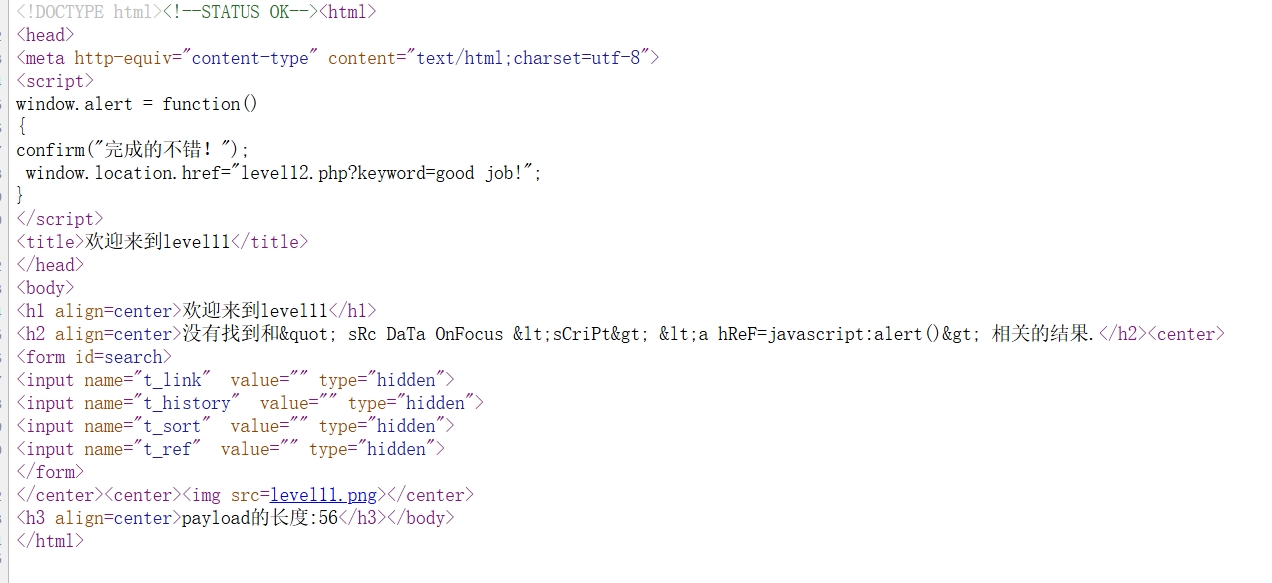 <!DOCTYPE html><!--STATUS OK--><html>
<head>
<meta http-equiv="content-type" content="text/html;charset=utf-8">
<script>
window.alert = function()
{
confirm("完成的不错！");
 window.location.href="level12.php?keyword=good job!";
}
</script>
<title>欢迎来到level11</title>
</head>
<body>
<h1 align=center>欢迎来到level11</h1>
<h2 align=center>没有找到和&quot; sRc DaTa OnFocus &lt;sCriPt&gt; &lt;a hReF=javascript:alert()&gt; 相关的结果.</h2><center>
<form id=search>
<input name="t_link"  value="" type="hidden">
<input name="t_history"  value="" type="hidden">
<input name="t_sort"  value="" type="hidden">
<input name="t_ref"  value="" type="hidden">
</form>
</center><center><img src=level11.png></center>
<h3 align=center>payload的长度:56</h3></body>
</html>